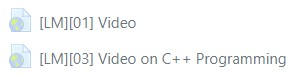 [LM][01] Video
[LM][03] Video on C++ Programming